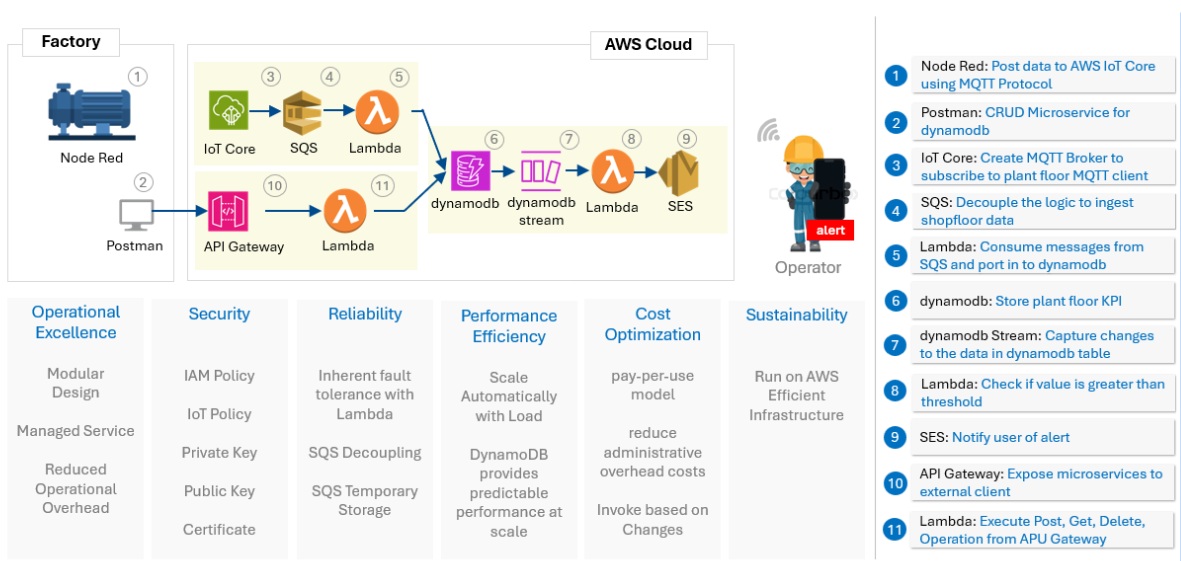 Factory
AWS Cloud
1
Node Red
2
Postman
3
4
5
IoT Core
SQS
Lambda
10
11
API Gateway
Lambda
6
7
8
9
dynamodb
dynamodb
stream
Lambda
SES
alert
Operator
Operational
Excellence
Modular
Design
Managed Service
Reduced
Operational
Overhead
Security
IAM Policy
IoT Policy
Private Key
Public Key
Certificate
Reliability
Inherent fault
tolerance with
Lambda
SQS Decoupling
SQS Temporary
Storage
Performance
Efficiency
Scale
Automatically
with Load
DynamoDB
provides
predictable
performance at
scale
Cost
Optimization
pay-per-use
model
reduce
administrative
overhead costs
Invoke based on
Changes
Sustainability
Run on AWS
Efficient
Infrastructure
1 Node Red: Post data to AWS IoT Core
using MQTT Protocol
2 Postman: CRUD Microservice for
dynamodb
3 IoT Core: Create MQTT Broker to
subscribe to plant floor MQTT client
4 SQS: Decouple the logic to ingest
shopfloor data
5 Lambda: Consume messages from
SQS and port in to dynamodb
6 dynamodb: Store plant floor KPI
7 dynamodb Stream: Capture changes
to the data in dynamodb table
8 Lambda: Check if value is greater than
threshold
9 SES: Notify user of alert
10 API Gateway: Expose microservices to
external client
11 Lambda: Execute Post, Get, Delete,
Operation from APU Gateway